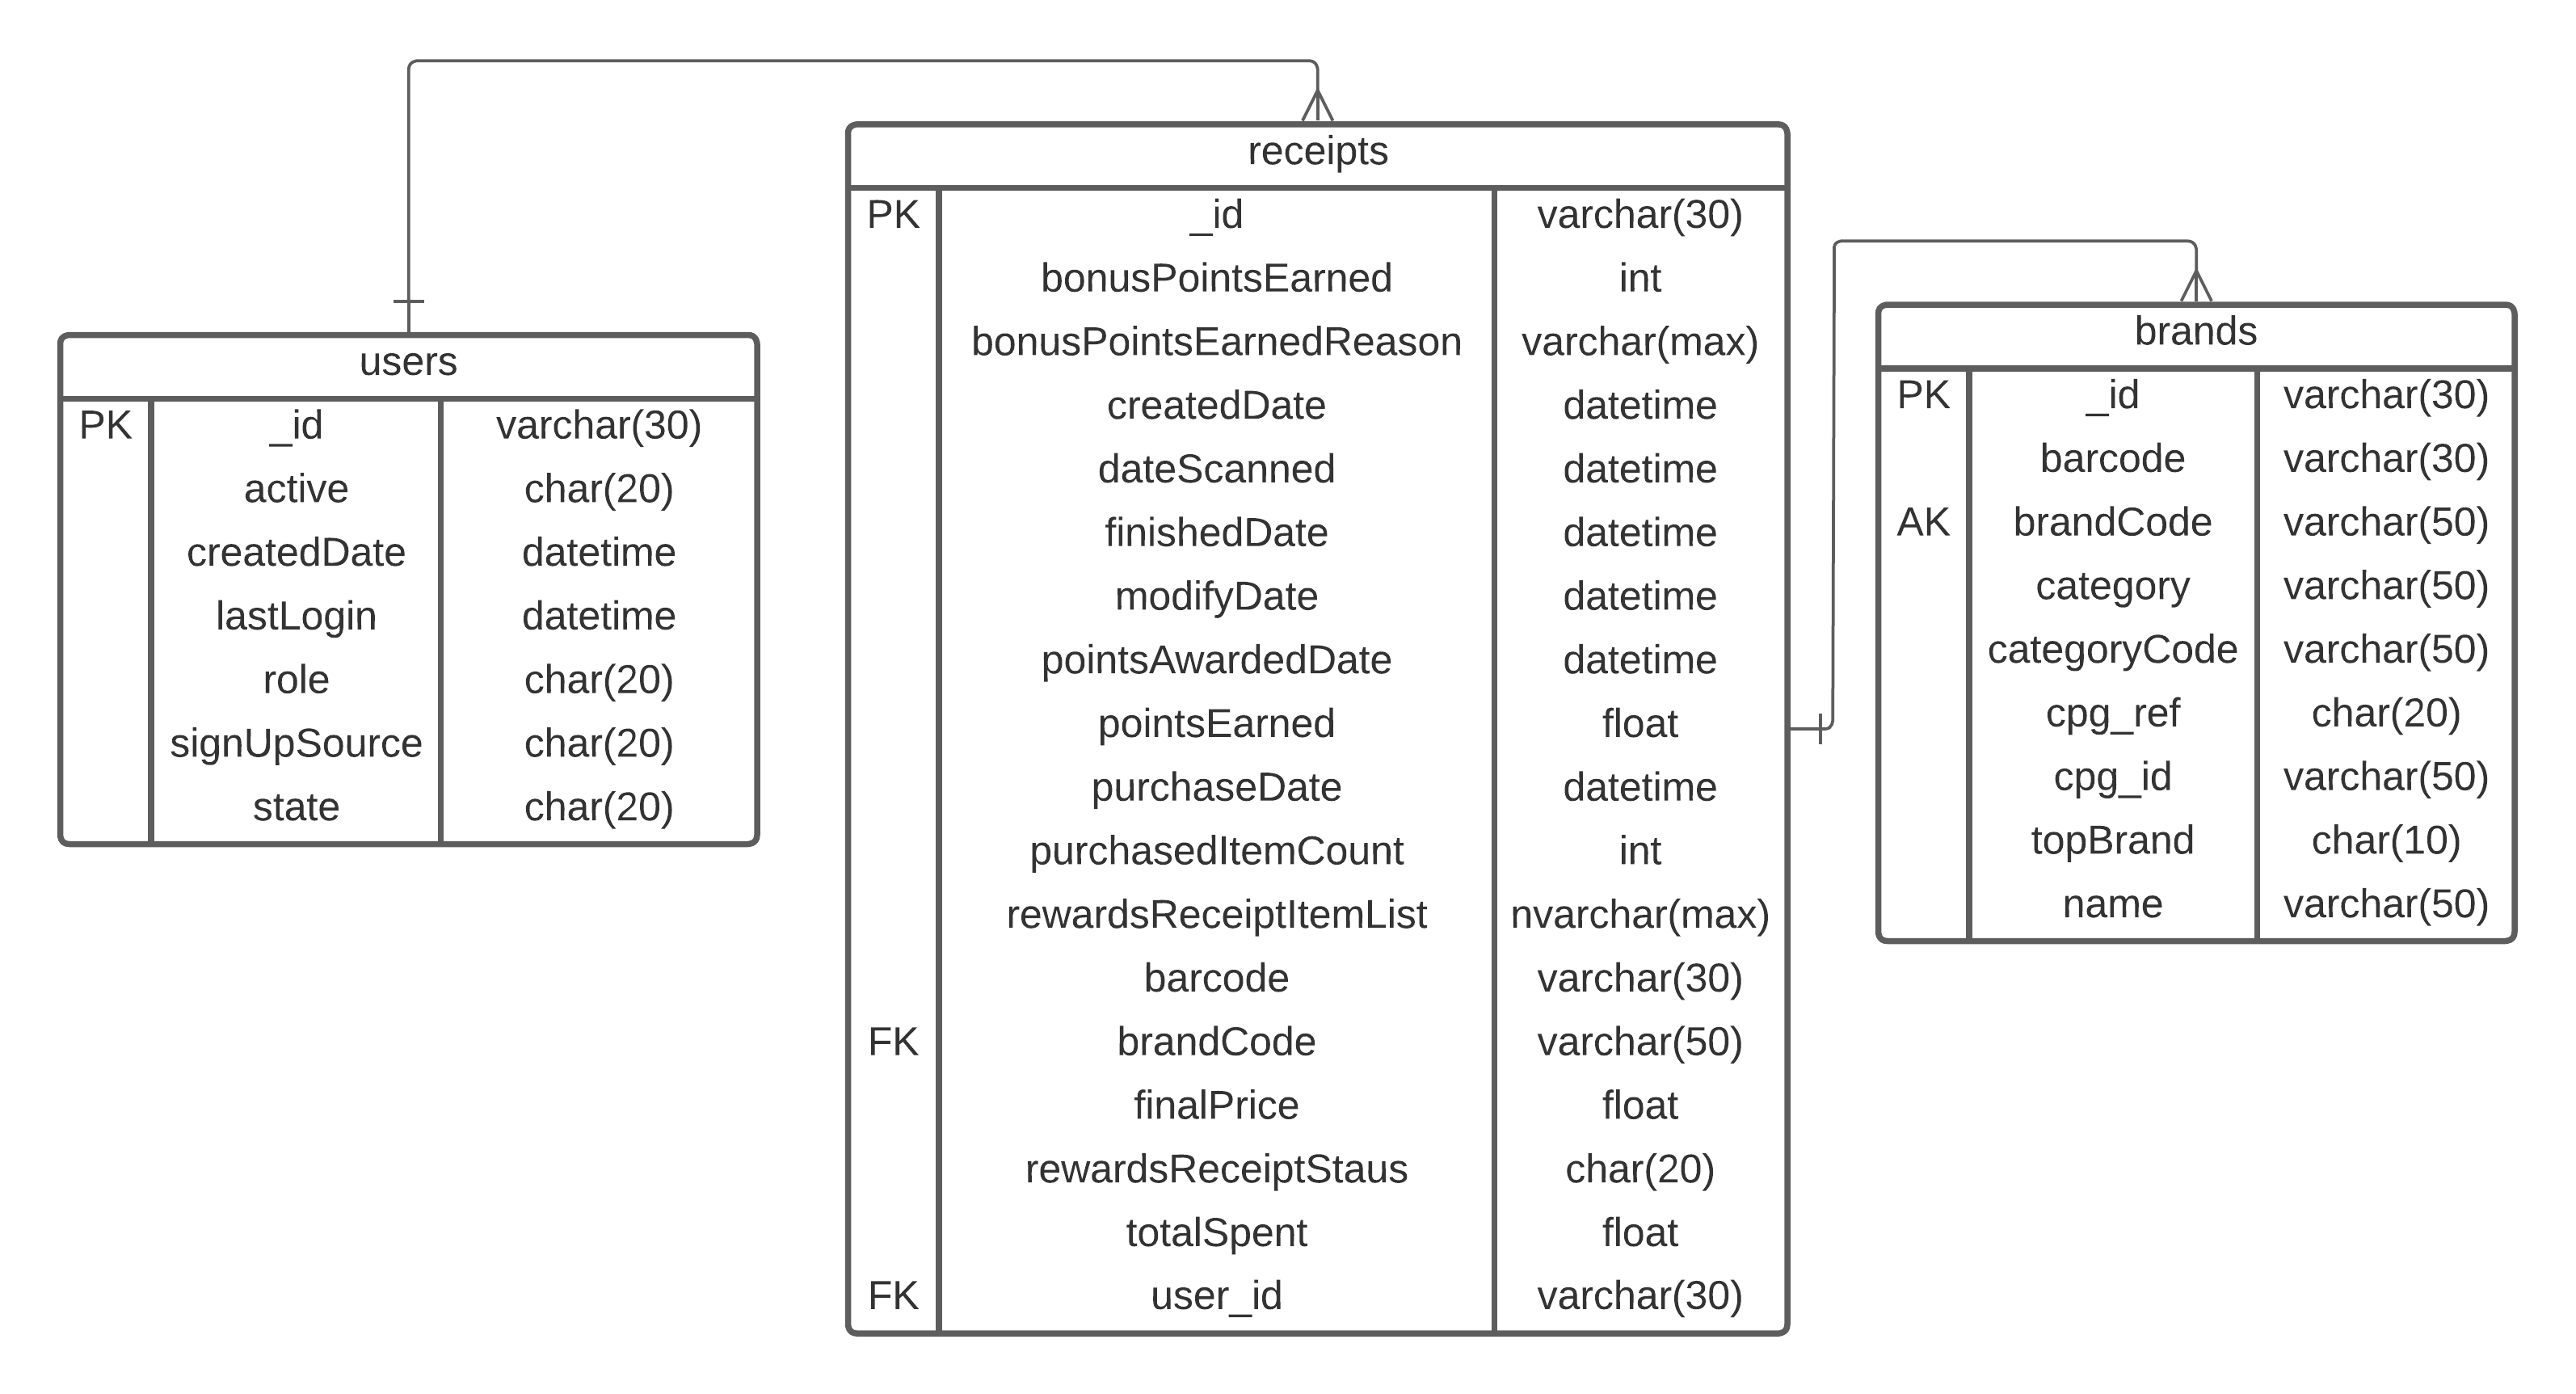 users
PK _id varchar(30)
active char(20)
createdDate datetime
lastLogin datetime
role char(20)
signUpSource char(20)
state char(20)
receipts
PK _id varchar(30)
bonusPointsEarned int
bonusPointsEarnedReason varchar(max)
createdDate datetime
dateScanned datetime
finishedDate datetime
modifyDate datetime
pointsAwardedDate datetime
pointsEarned float
purchaseDate datetime
purchasedItemCount int
rewardsReceiptItemList nvarchar(max)
barcode varchar(30)
FK brandCode varchar(50)
finalPrice float
rewardsReceiptStaus char(20)
totalSpent float
FK user_id varchar(30)
brands
PK _id varchar(30)
barcode varchar(30)
AK brandCode varchar(50)
category varchar(50)
categoryCode varchar(50)
cpg_ref char(20)
cpg_id varchar(50)
topBrand char(10)
name varchar(50)